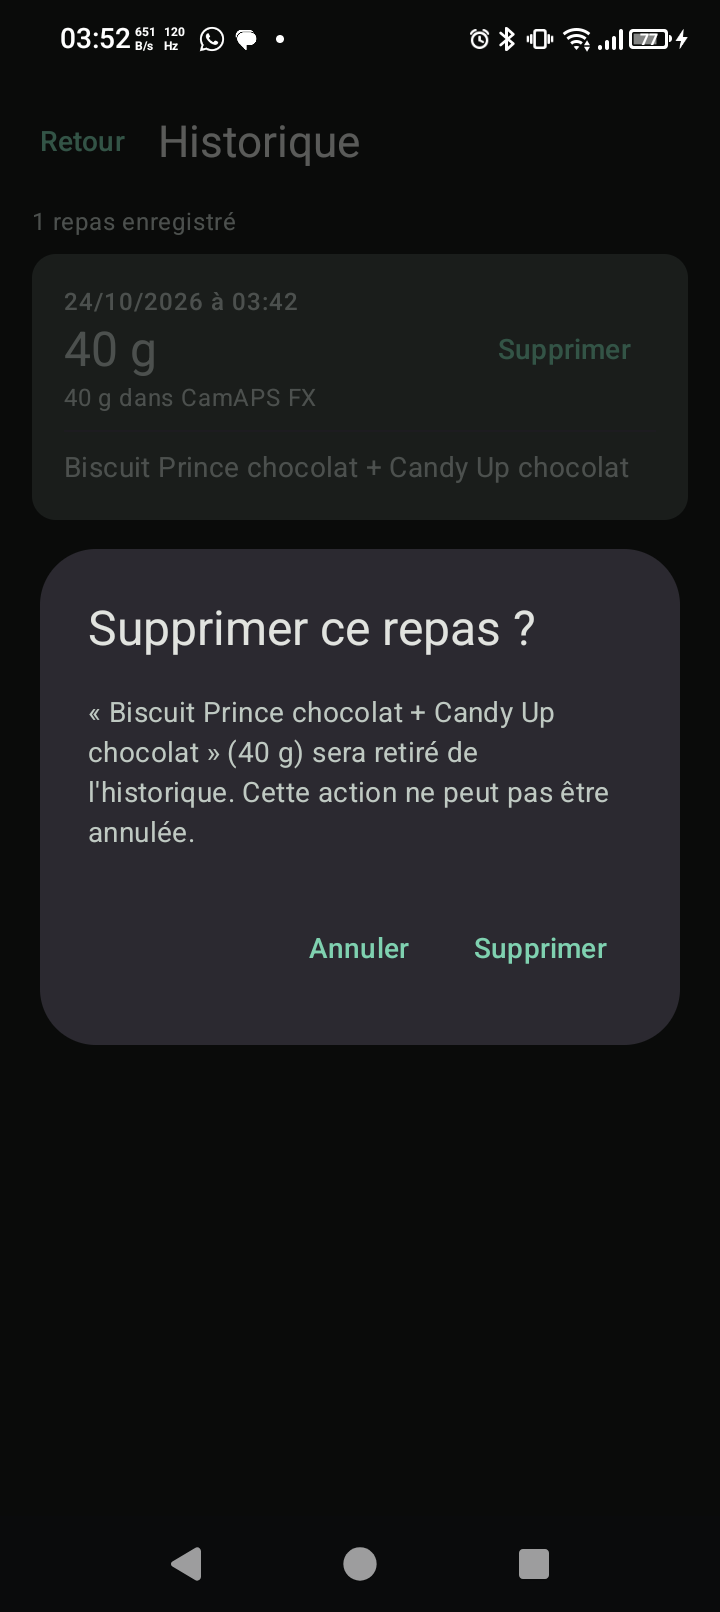 03:52 651 B/s 120 Hz 77
Retour Historique
1 repas enregistré
24/10/2026 à 03:42
40 g
Supprimer
40 g dans CamAPS FX
Biscuit Prince chocolat + Candy Up chocolat
Supprimer ce repas ?
« Biscuit Prince chocolat + Candy Up
chocolat » (40 g) sera retiré de
l'historique. Cette action ne peut pas être
annulée.
Annuler Supprimer